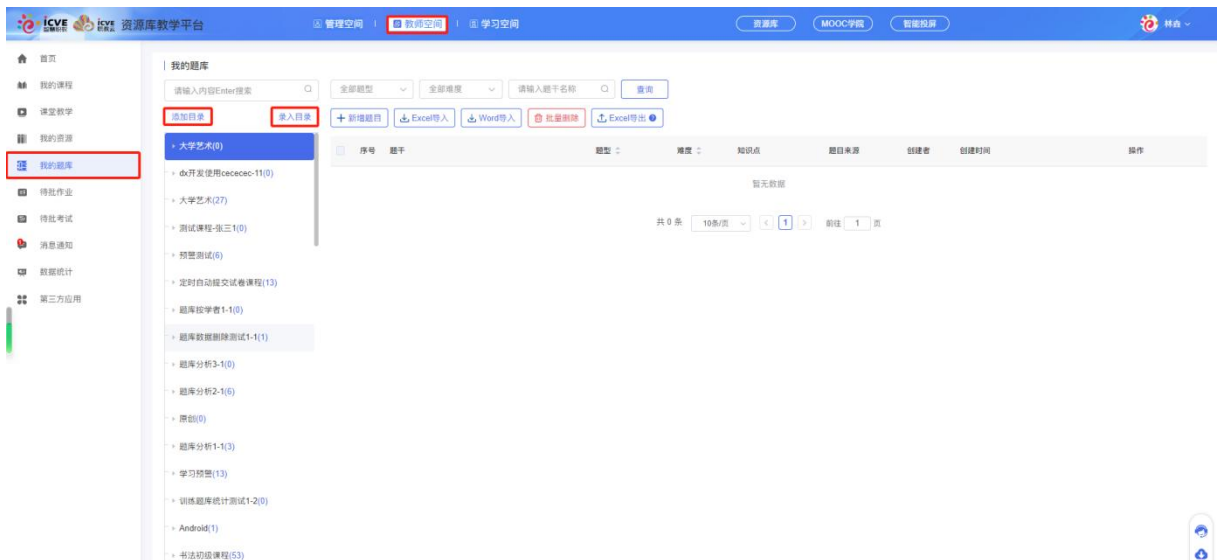 icve 智慧职教 icve 职教云 资源库教学平台 管理空间 教师空间 学习空间 资源库 MOOC学院 智能投屏 林鑫
首页
我的课程
课堂教学
我的资源
我的题库
待批作业
待批考试
消息通知
数据统计
第三方应用
我的题库
请输入内容Enter搜索 全部题型 全部难度 请输入题干名称 查询
添加目录 录入目录 新增题目 Excel导入 Word导入 批量删除 Excel导出
序号 题干 题型 难度 知识点 题目来源 创建者 创建时间 操作
暂无数据
共 0 条 10条/页 < 1 > 前往 1 页
大学艺术(0)
dx开发使用cececec-11(0)
大学艺术(27)
测试课程-张三1(0)
预警测试(6)
定时自动提交试卷课程(13)
题库按学者1-1(0)
题库数据删除测试1-1(1)
题库分析3-1(0)
题库分析2-1(6)
原创(0)
题库分析1-1(3)
学习预警(13)
训练题库统计测试1-2(0)
Android(1)
书法初级课程(53)